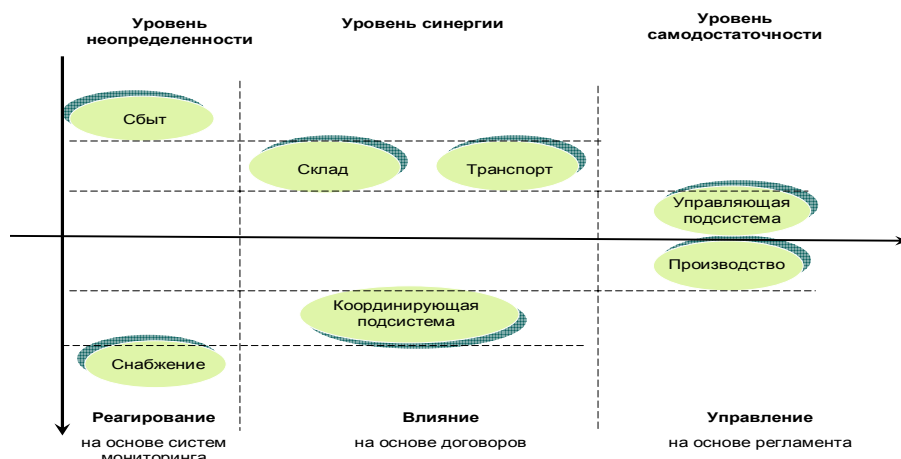 Уровень
неопределенности
Уровень синергии
Уровень
самодостаточности
Сбыт
Склад
Транспорт
Управляющая
подсистема
Производство
Координирующая
подсистема
Снабжение
Реагирование
на основе систем
мониторинга
Влияние
на основе договоров
Управление
на основе регламента